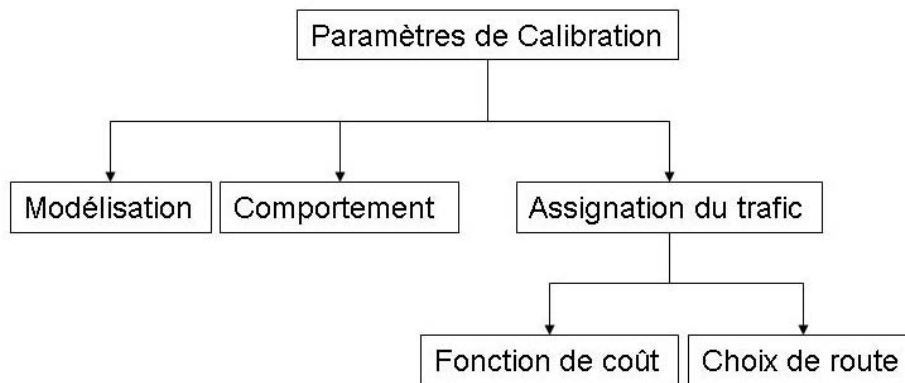 Paramètres de Calibration
Modélisation
Comportement
Assignation du trafic
Fonction de coût
Choix de route